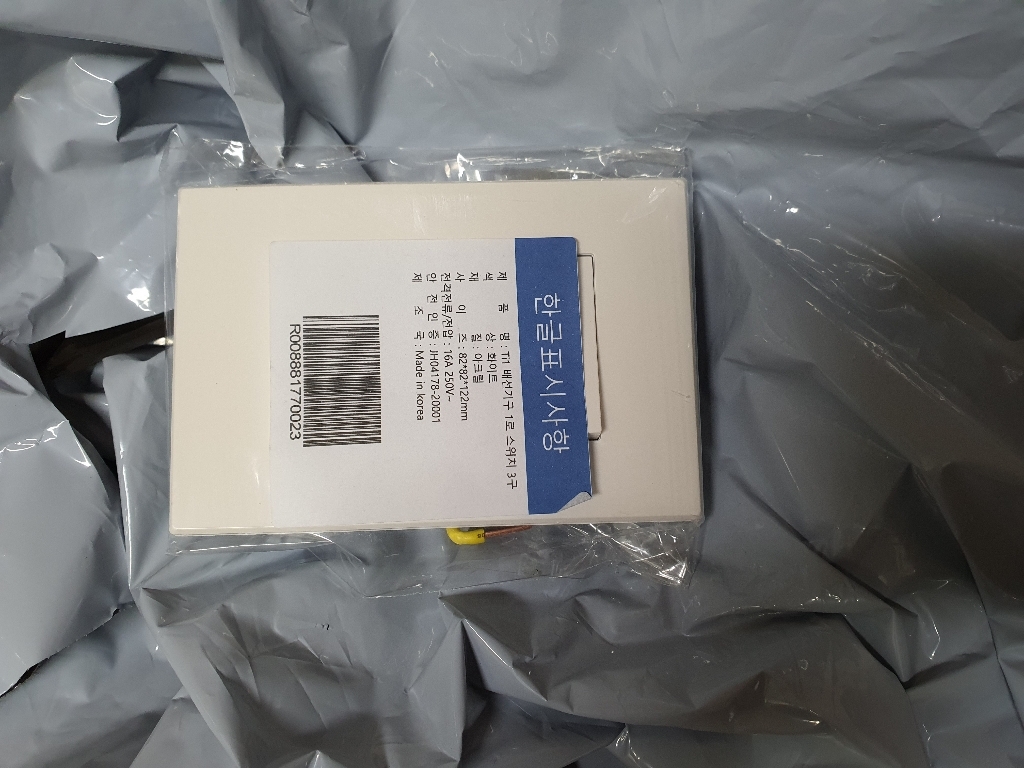 한글표시사항
제 품 명 : TH 배선기구 1로 스위치 3구
색 상 : 화이트
재 질 : 아크릴
사 이 즈 : 82*82*122mm
정격전류/전압 : 16A 250V~
안 전 인 증 : JH04178-20001
제 조 국 : Made in korea
R008881770023